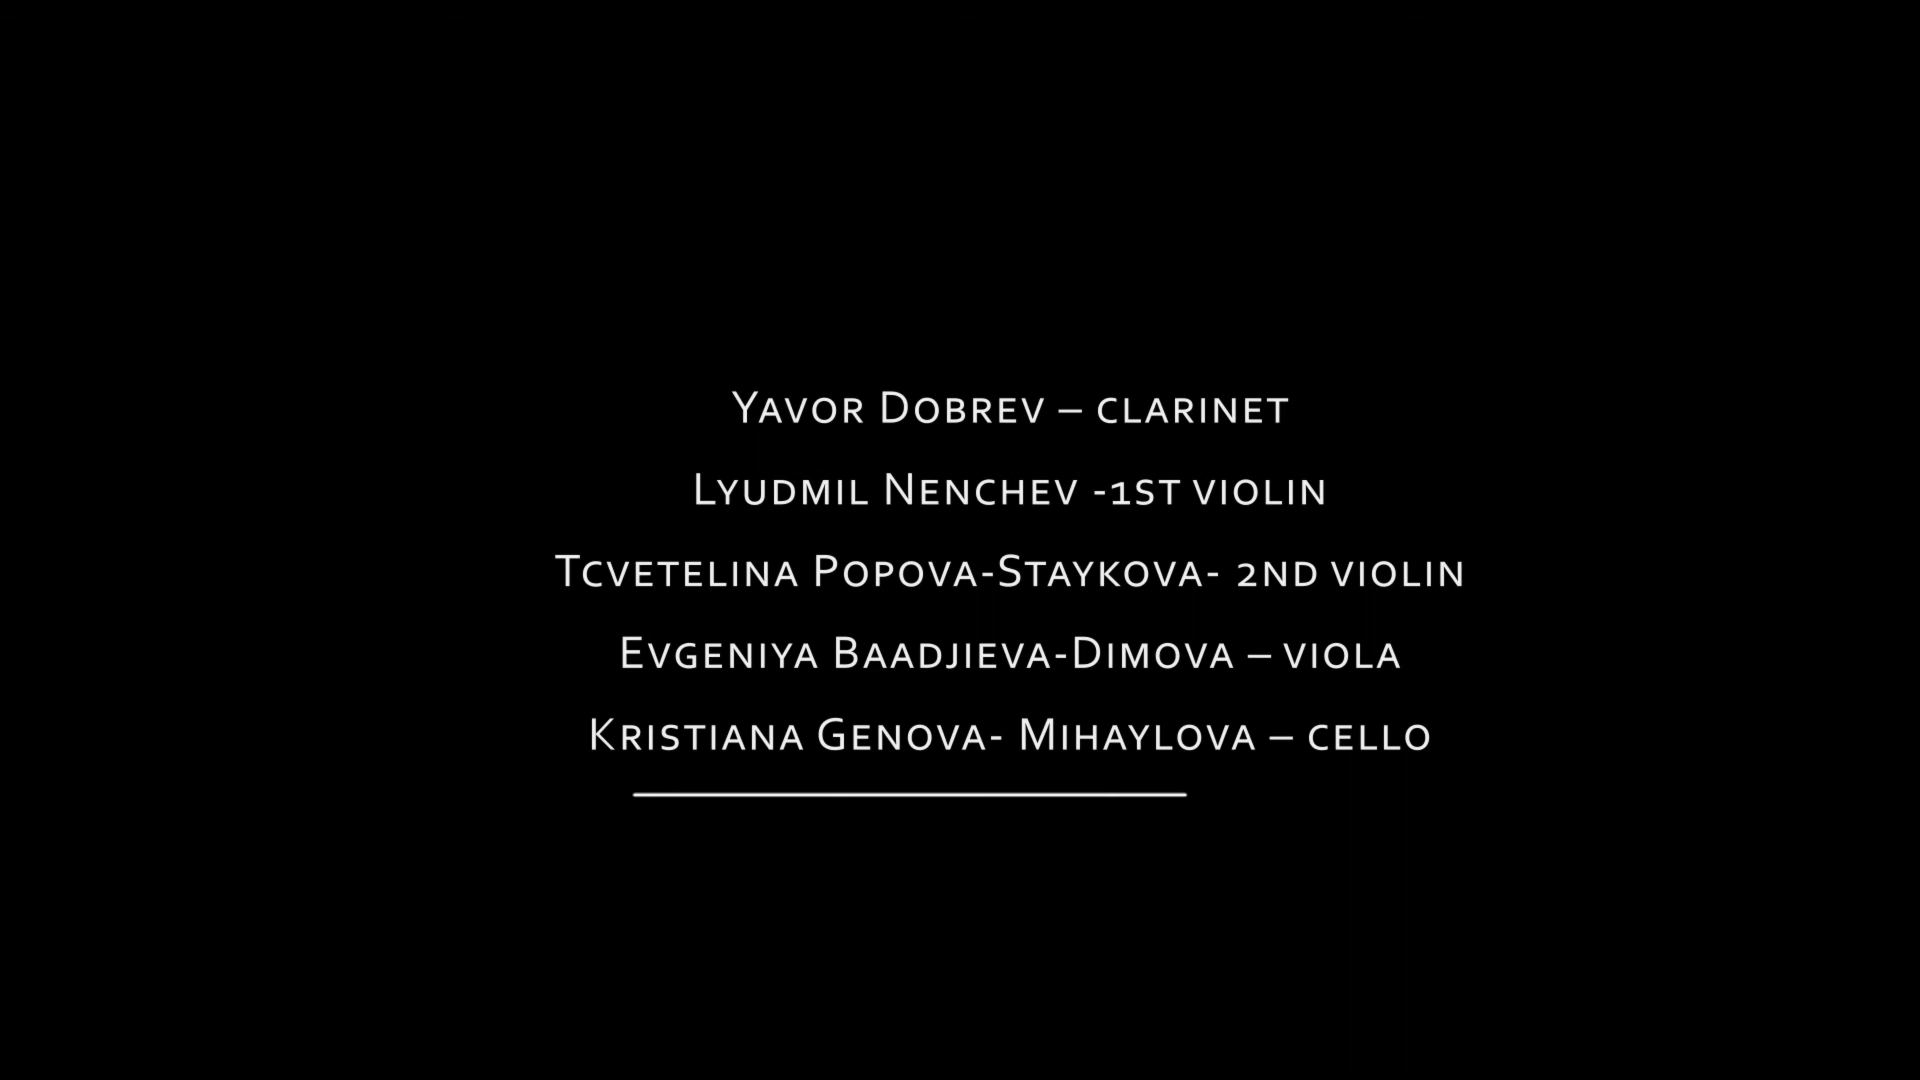 Yavor Dobrev – clarinet
Lyudmil Nenchev -1st violin
Tcvetelina Popova-Staykova- 2nd violin
Evgeniya Baadjieva-Dimova – viola
Kristiana Genova- Mihaylova – cello